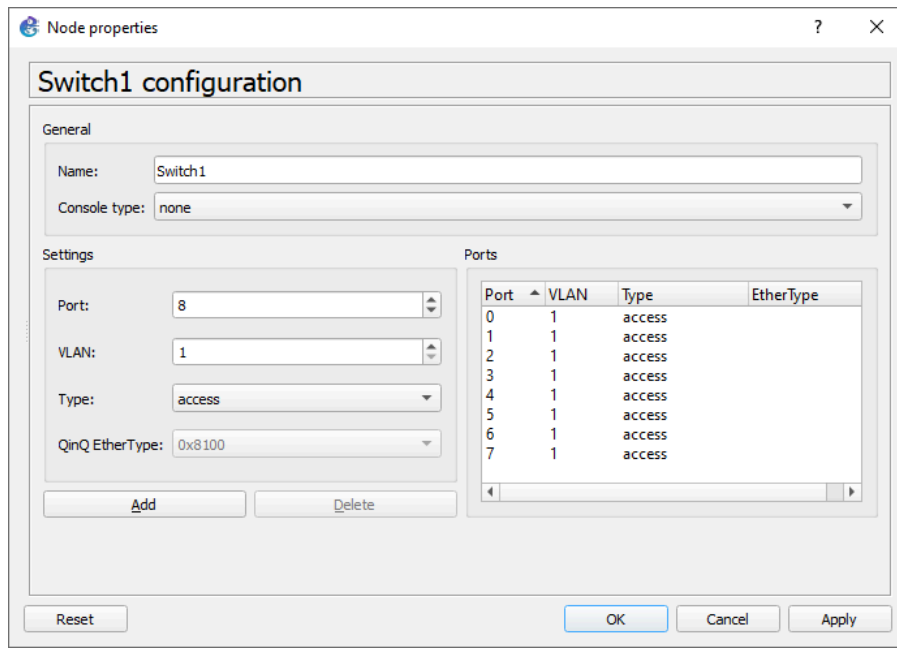 Node properties
Switch1 configuration
General
Name: Switch1
Console type: none
Settings
Port: 8
VLAN: 1
Type: access
QinQ EtherType: 0x8100
Add Delete
Ports
Port VLAN Type EtherType
0 1 access
1 1 access
2 1 access
3 1 access
4 1 access
5 1 access
6 1 access
7 1 access
Reset OK Cancel Apply